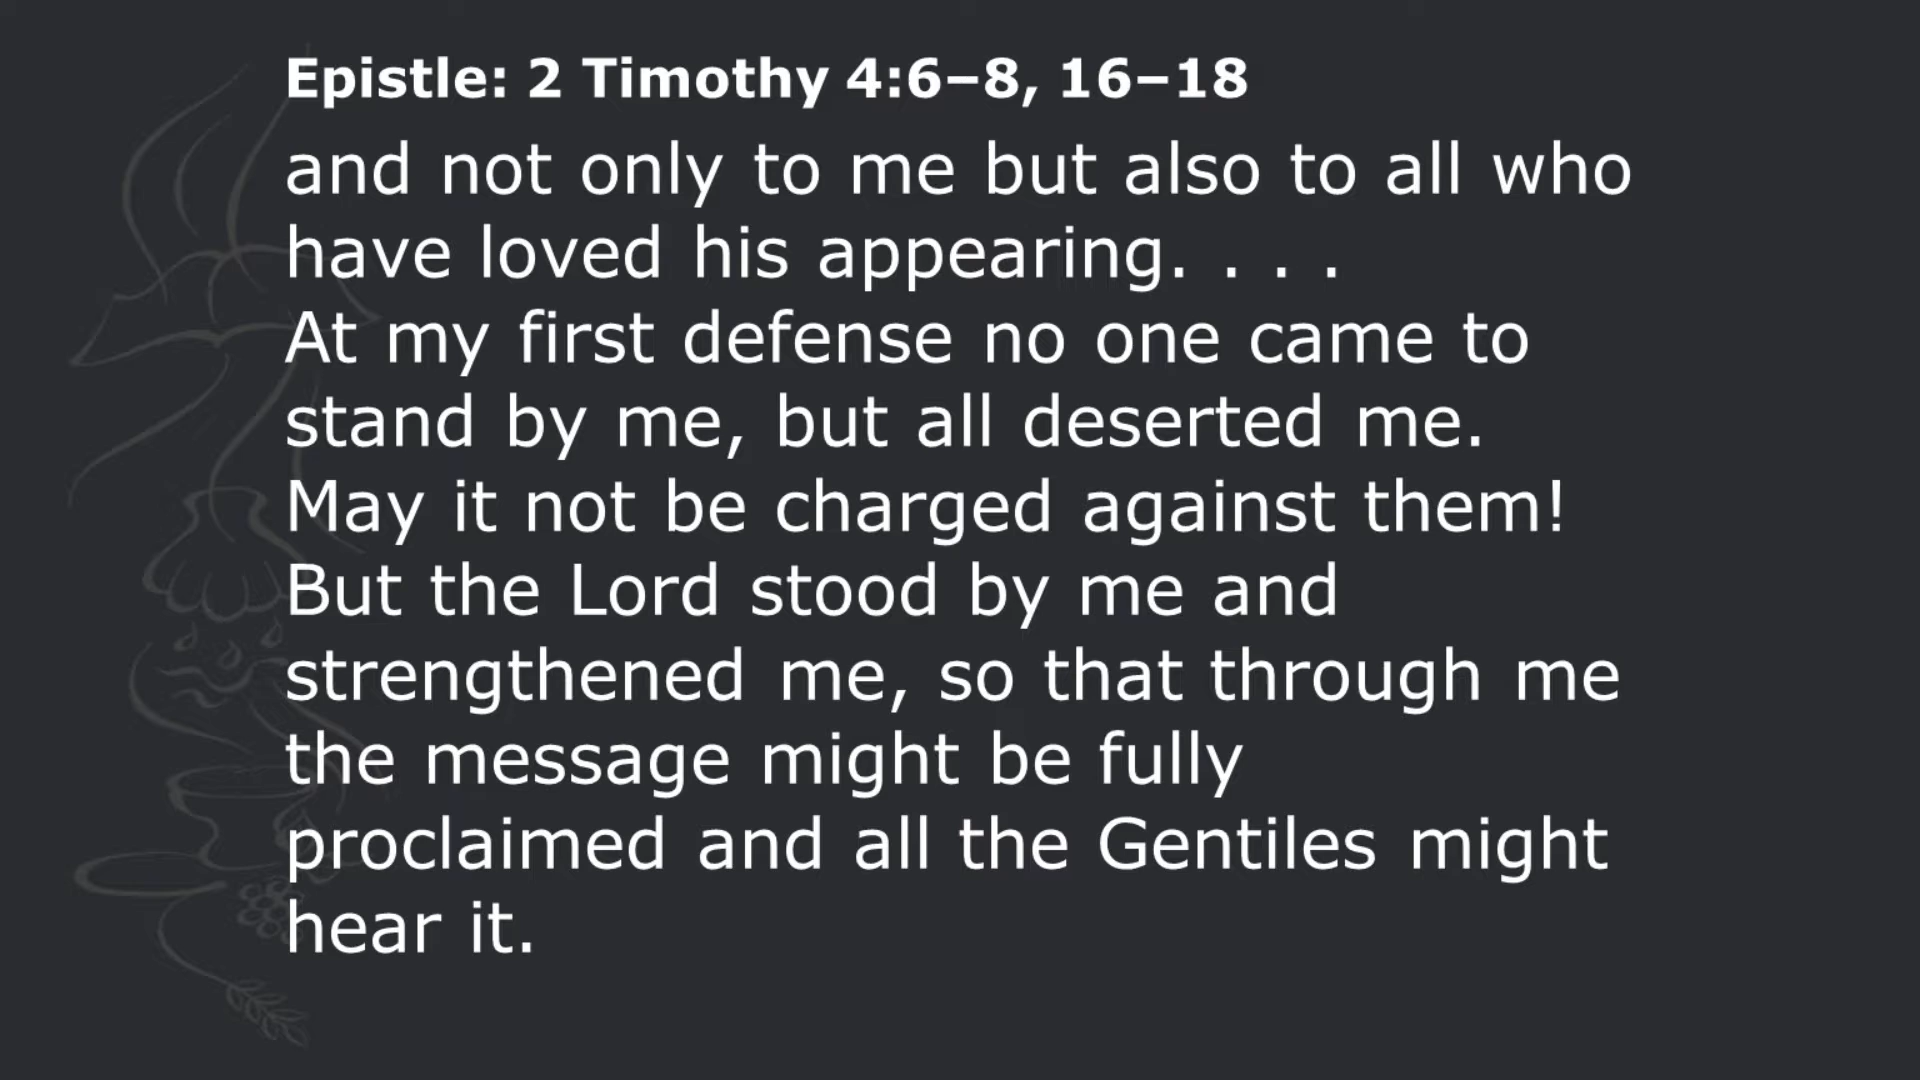 Epistle: 2 Timothy 4:6–8, 16–18
and not only to me but also to all who
have loved his appearing. . . .
At my first defense no one came to
stand by me, but all deserted me.
May it not be charged against them!
But the Lord stood by me and
strengthened me, so that through me
the message might be fully
proclaimed and all the Gentiles might
hear it.